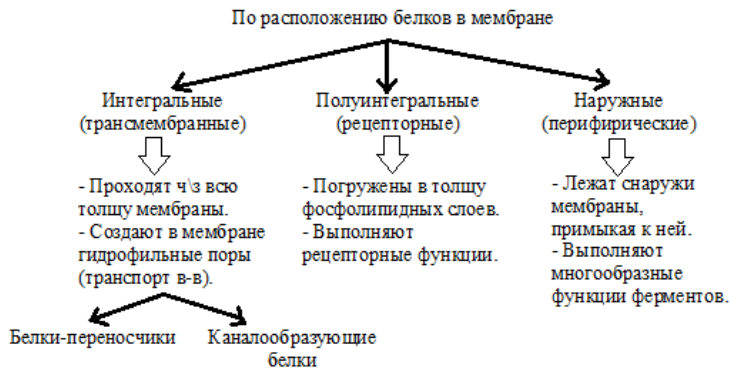 По расположению белков в мембране
Интегральные
(трансмембранные)
- Проходят ч\з всю
толщу мембраны.
- Создают в мембране
гидрофильные поры
(транспорт в-в).
Белки-переносчики
Каналообразующие
белки
Полуинтегральные
(рецепторные)
- Погружены в толщу
фосфолипидных слоев.
- Выполняют
рецепторные функции.
Наружные
(перифирические)
- Лежат снаружи
мембраны,
примыкая к ней.
- Выполняют
многообразные
функции ферментов.